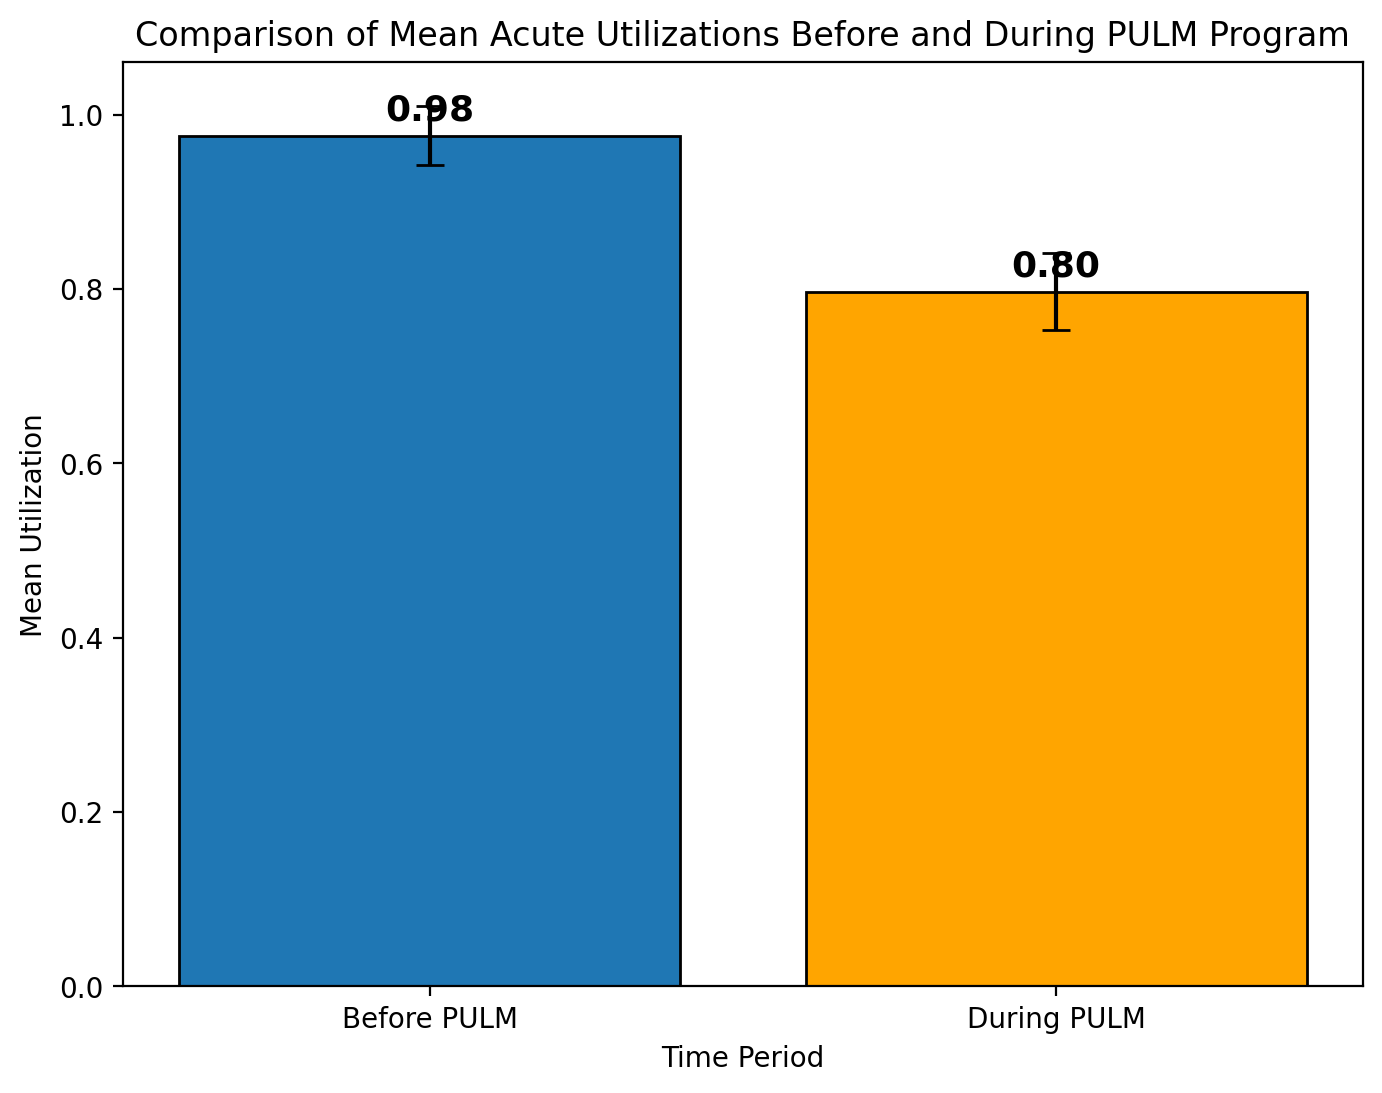 Comparison of Mean Acute Utilizations Before and During PULM Program
Mean Utilization
1.0
0.8
0.6
0.4
0.2
0.0
0.98
0.80
Before PULM
During PULM
Time Period